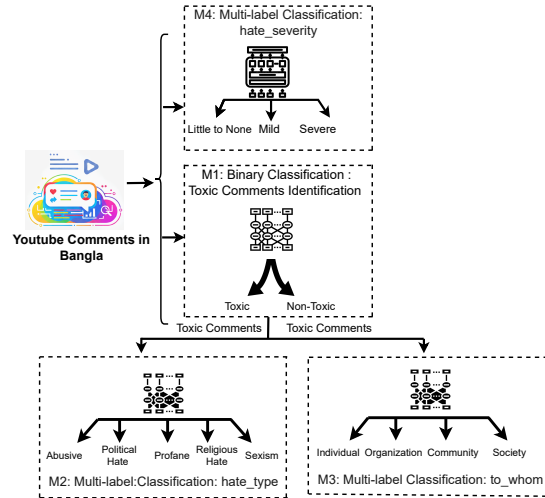 M4: Multi-label Classification:
hate_severity
Little to None Mild Severe
M1: Binary Classification :
Toxic Comments Identification
Youtube Comments in
Bangla
Toxic Non-Toxic
Toxic Comments Toxic Comments
Abusive Political Hate Profane Religious Hate Sexism
M2: Multi-label:Classification: hate_type
Individual Organization Community Society
M3: Multi-label Classification: to_whom